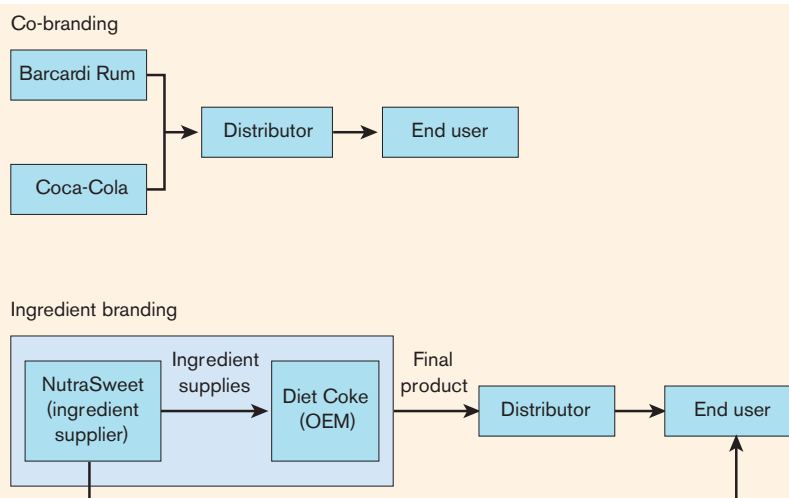 Co-branding
Barcardi Rum
Distributor
End user
Coca-Cola
Ingredient branding
NutraSweet
(ingredient
supplier)
Ingredient
supplies
Diet Coke
(OEM)
Final
product
Distributor
End user